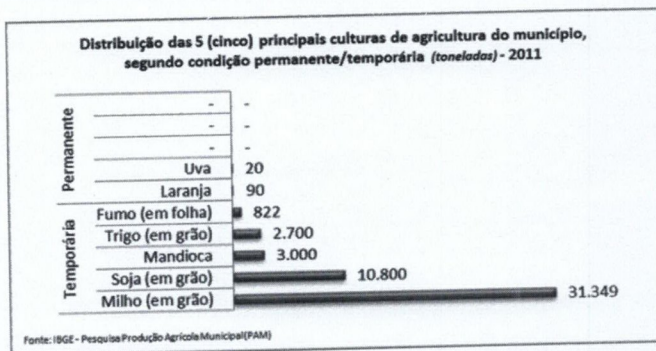 Distribuição das 5 (cinco) principais culturas de agricultura do município,
segundo condição permanente/temporária (toneladas) - 2011
Permanente
- -
- -
- -
Uva 20
Laranja 90
Temporária
Fumo (em folha) 822
Trigo (em grão) 2.700
Mandioca 3.000
Soja (em grão) 10.800
Milho (em grão) 31.349
Fonte: IBGE - Pesquisa Produção Agrícola Municipal(PAM)